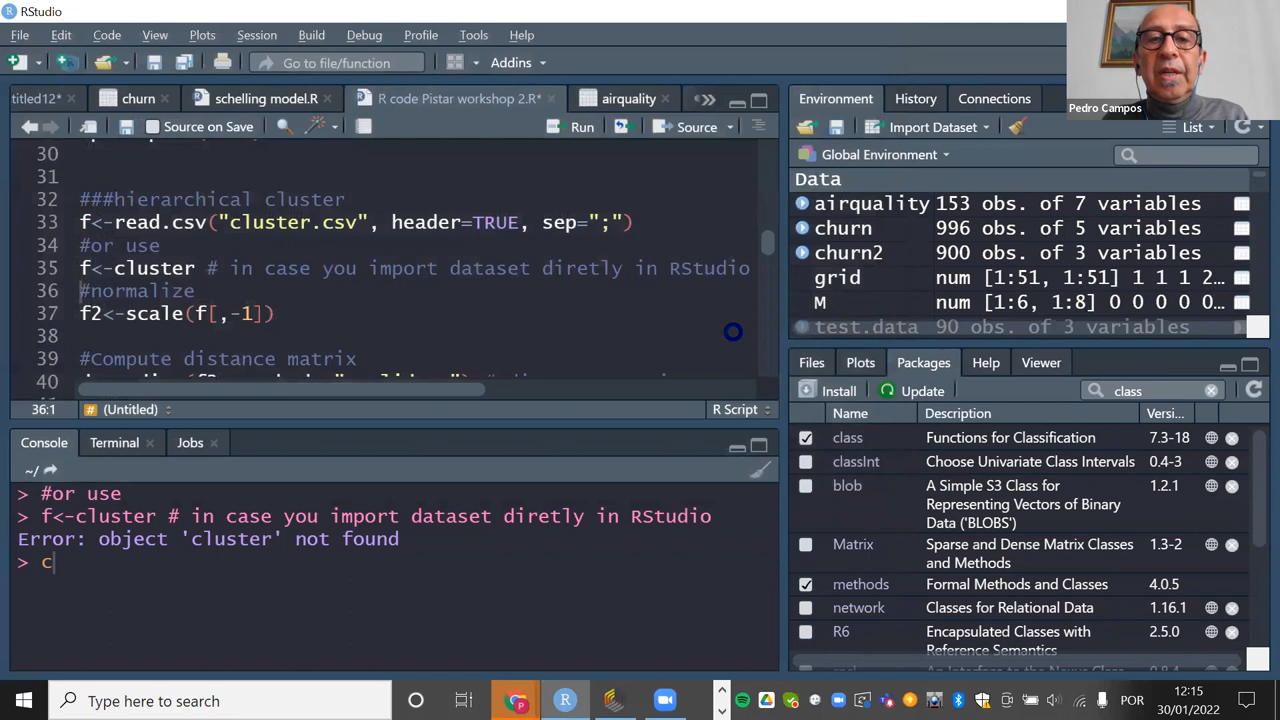 RStudio
File Edit Code View Plots Session Build Debug Profile Tools Help
Go to file/function Addins
Pedro Campos
titled12* churn schelling model.R R code Pistar workshop 2.R* airquality
Source on Save Run Source
30
31
32 ###hierarchical cluster
33 f<-read.csv("cluster.csv", header=TRUE, sep=";")
34 #or use
35 f<-cluster # in case you import dataset diretly in RStudio
36 #normalize
37 f2<-scale(f[,-1])
38
39 #Compute distance matrix
40
36:1 # (Untitled) R Script
Console Terminal Jobs
~/
> #or use
> f<-cluster # in case you import dataset diretly in RStudio
Error: object 'cluster' not found
> c
Environment History Connections
Import Dataset List
Global Environment
Data
airquality 153 obs. of 7 variables
churn 996 obs. of 5 variables
churn2 900 obs. of 3 variables
grid num [1:51, 1:51] 1 1 1 2...
M num [1:6, 1:8] 0 0 0 0...
test.data 90 obs. of 3 variables
Files Plots Packages Help Viewer
Install Update class
Name Description Versi...
class Functions for Classification 7.3-18
classInt Choose Univariate Class Intervals 0.4-3
blob A Simple S3 Class for Representing Vectors of Binary Data ('BLOBS') 1.2.1
Matrix Sparse and Dense Matrix Classes and Methods 1.3-2
methods Formal Methods and Classes 4.0.5
network Classes for Relational Data 1.16.1
R6 Encapsulated Classes with Reference Semantics 2.5.0
Type here to search
POR
12:15
30/01/2022